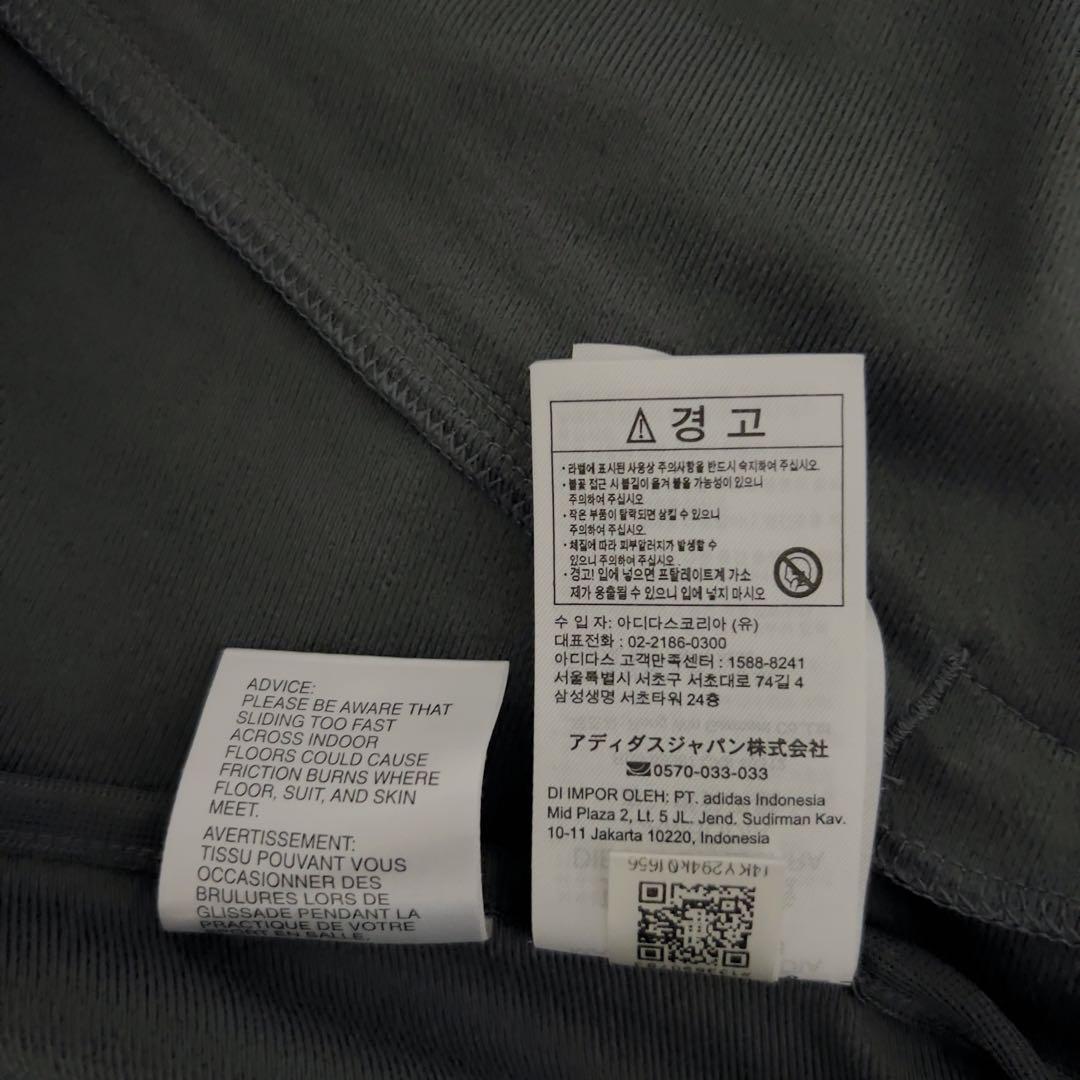 ADVICE:
PLEASE BE AWARE THAT
SLIDING TOO FAST
ACROSS INDOOR
FLOORS COULD CAUSE
FRICTION BURNS WHERE
FLOOR, SUIT, AND SKIN
MEET.
AVERTISSEMENT:
TISSU POUVANT VOUS
OCCASIONNER DES
BRULURES LORS DE
GLISSADE PENDANT LA
PRACTIQUE DE VOTRE
SPORT EN SALLE.
경 고
• 라벨에 표시된 사용상 주의사항을 반드시 숙지하여 주십시오.
• 불꽃 접근 시 불길이 옮겨 붙을 가능성이 있으니
주의하여 주십시오
• 작은 부품이 탈락되면 삼킬 수 있으니
주의하여 주십시오.
• 체질에 따라 피부알러지가 발생할 수
있으니 주의하여 주십시오.
• 경고! 입에 넣으면 프탈레이트계 가소
제가 용출될 수 있으니 입에 넣지 마시오
수 입 자: 아디다스코리아 (유)
대표전화 : 02-2186-0300
아디다스 고객만족센터 : 1588-8241
서울특별시 서초구 서초대로 74길 4
삼성생명 서초타워 24층
アディダスジャパン株式会社
0570-033-033
DI IMPOR OLEH: PT. adidas Indonesia
Mid Plaza 2, Lt. 5 JL. Jend. Sudirman Kav.
10-11 Jakarta 10220, Indonesia
14KY294K01656